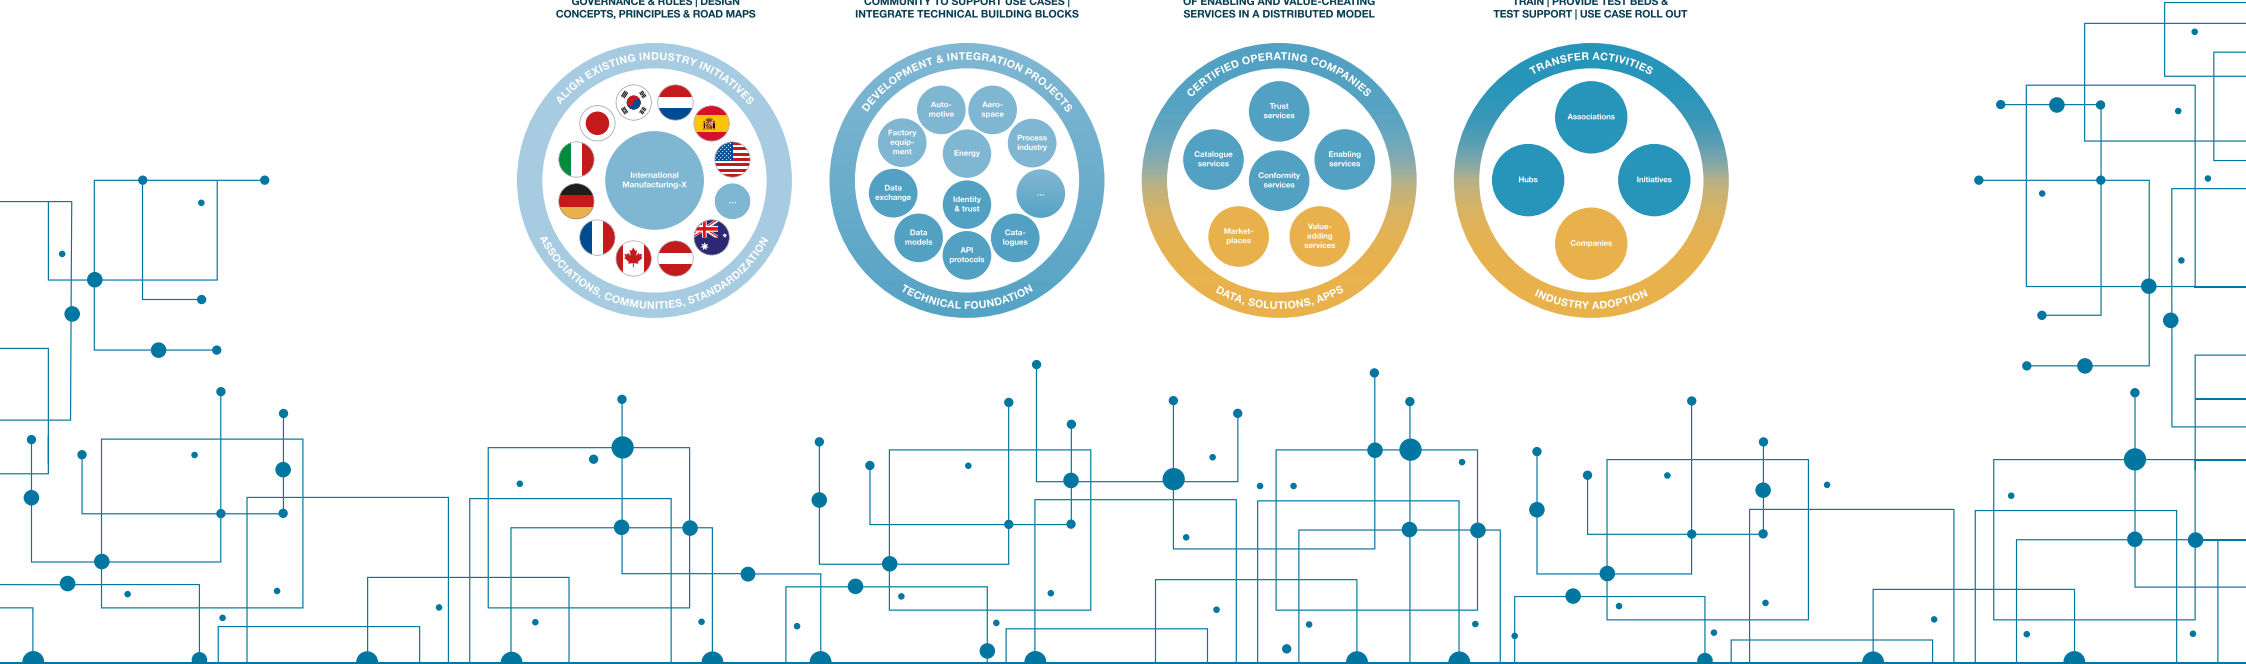 GOVERNANCE & RULES | DESIGN
CONCEPTS, PRINCIPLES & ROAD MAPS
COMMUNITY TO SUPPORT USE CASES |
INTEGRATE TECHNICAL BUILDING BLOCKS
OF ENABLING AND VALUE-CREATING
SERVICES IN A DISTRIBUTED MODEL
TRAIN | PROVIDE TEST BEDS &
TEST SUPPORT | USE CASE ROLL OUT
ALIGN EXISTING INDUSTRY INITIATIVES
International
Manufacturing-X
...
ASSOCIATIONS, COMMUNITIES, STANDARDIZATION
DEVELOPMENT & INTEGRATION PROJECTS
Auto-
motive
Aero-
space
Factory
equip-
ment
Energy
Process
industry
Data
exchange
Identity
& trust
...
Data
models
API
protocols
Cata-
logues
TECHNICAL FOUNDATION
CERTIFIED OPERATING COMPANIES
Trust
services
Catalogue
services
Conformity
services
Enabling
services
Market-
places
Value-
adding
services
DATA, SOLUTIONS, APPS
TRANSFER ACTIVITIES
Associations
Hubs
Initiatives
Companies
INDUSTRY ADOPTION